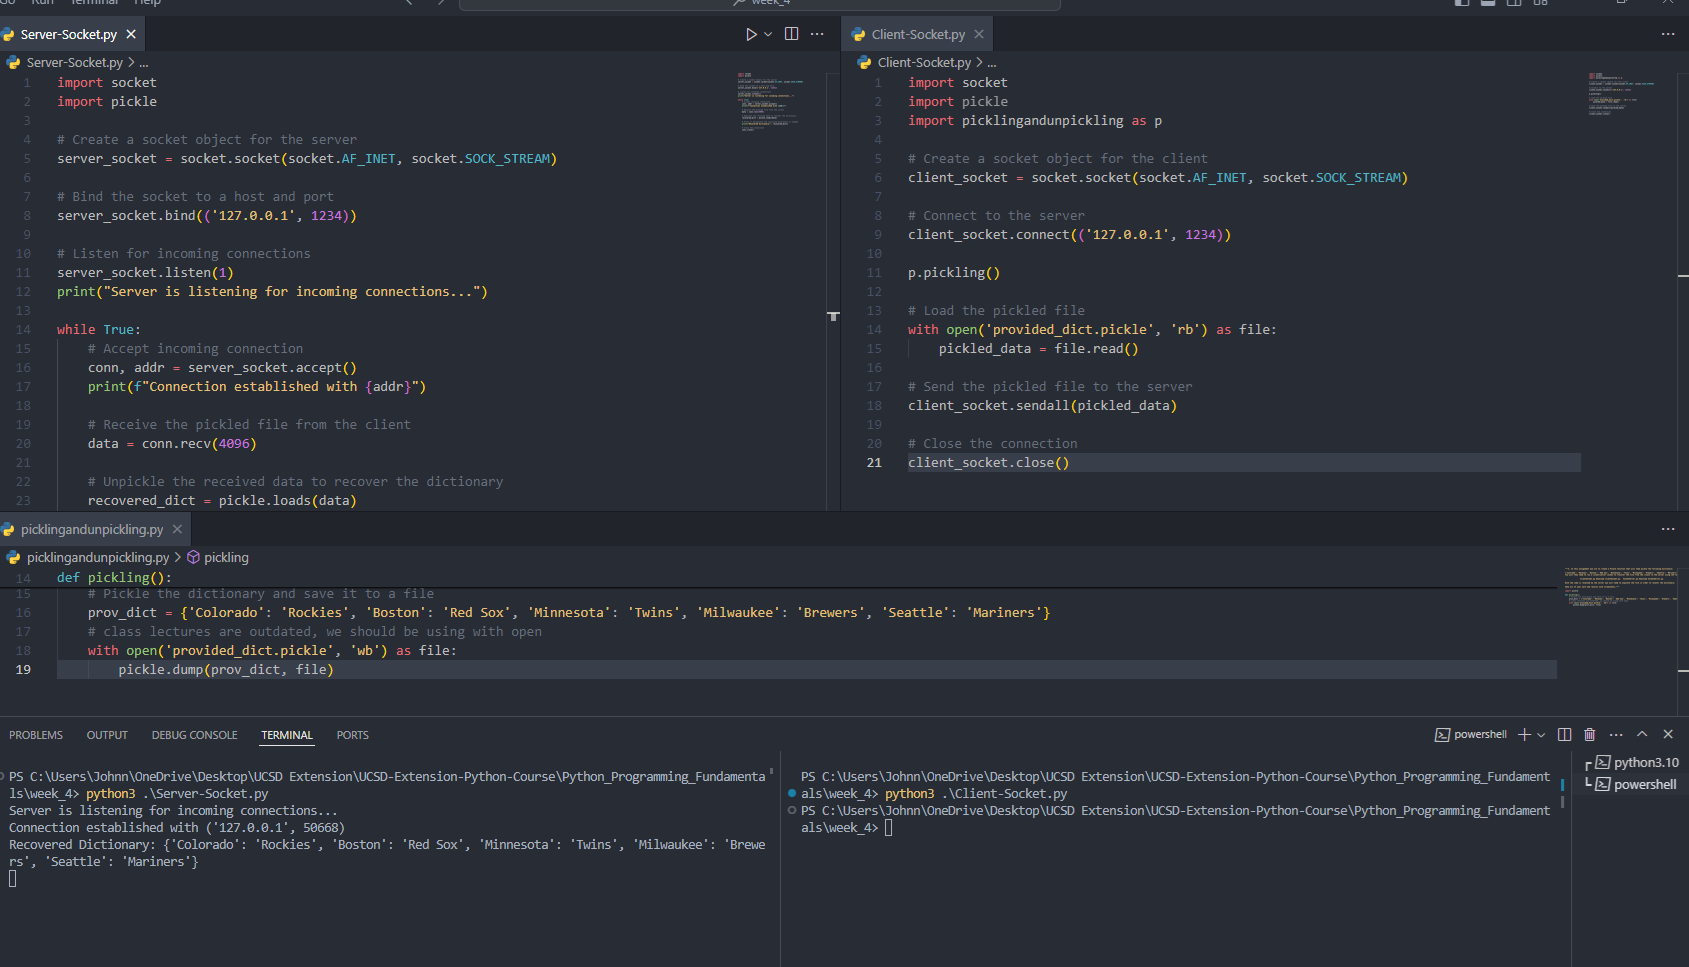 Go Run Terminal Help
week_4
Server-Socket.py
Server-Socket.py > ...
1 import socket
2 import pickle
3
4 # Create a socket object for the server
5 server_socket = socket.socket(socket.AF_INET, socket.SOCK_STREAM)
6
7 # Bind the socket to a host and port
8 server_socket.bind(('127.0.0.1', 1234))
9
10 # Listen for incoming connections
11 server_socket.listen(1)
12 print("Server is listening for incoming connections...")
13
14 while True:
15     # Accept incoming connection
16     conn, addr = server_socket.accept()
17     print(f"Connection established with {addr}")
18
19     # Receive the pickled file from the client
20     data = conn.recv(4096)
21
22     # Unpickle the received data to recover the dictionary
23     recovered_dict = pickle.loads(data)
Client-Socket.py
Client-Socket.py > ...
1 import socket
2 import pickle
3 import picklingandunpickling as p
4
5 # Create a socket object for the client
6 client_socket = socket.socket(socket.AF_INET, socket.SOCK_STREAM)
7
8 # Connect to the server
9 client_socket.connect(('127.0.0.1', 1234))
10
11 p.pickling()
12
13 # Load the pickled file
14 with open('provided_dict.pickle', 'rb') as file:
15     pickled_data = file.read()
16
17 # Send the pickled file to the server
18 client_socket.sendall(pickled_data)
19
20 # Close the connection
21 client_socket.close()
picklingandunpickling.py
picklingandunpickling.py > pickling
14 def pickling():
15     # Pickle the dictionary and save it to a file
16     prov_dict = {'Colorado': 'Rockies', 'Boston': 'Red Sox', 'Minnesota': 'Twins', 'Milwaukee': 'Brewers', 'Seattle': 'Mariners'}
17     # class lectures are outdated, we should be using with open
18     with open('provided_dict.pickle', 'wb') as file:
19         pickle.dump(prov_dict, file)
PROBLEMS OUTPUT DEBUG CONSOLE TERMINAL PORTS
powershell
PS C:\Users\Johnn\OneDrive\Desktop\UCSD Extension\UCSD-Extension-Python-Course\Python_Programming_Fundamenta
ls\week_4> python3 .\Server-Socket.py
Server is listening for incoming connections...
Connection established with ('127.0.0.1', 50668)
Recovered Dictionary: {'Colorado': 'Rockies', 'Boston': 'Red Sox', 'Minnesota': 'Twins', 'Milwaukee': 'Brewe
rs', 'Seattle': 'Mariners'}
PS C:\Users\Johnn\OneDrive\Desktop\UCSD Extension\UCSD-Extension-Python-Course\Python_Programming_Fundament
als\week_4> python3 .\Client-Socket.py
PS C:\Users\Johnn\OneDrive\Desktop\UCSD Extension\UCSD-Extension-Python-Course\Python_Programming_Fundament
als\week_4>
python3.10
powershell